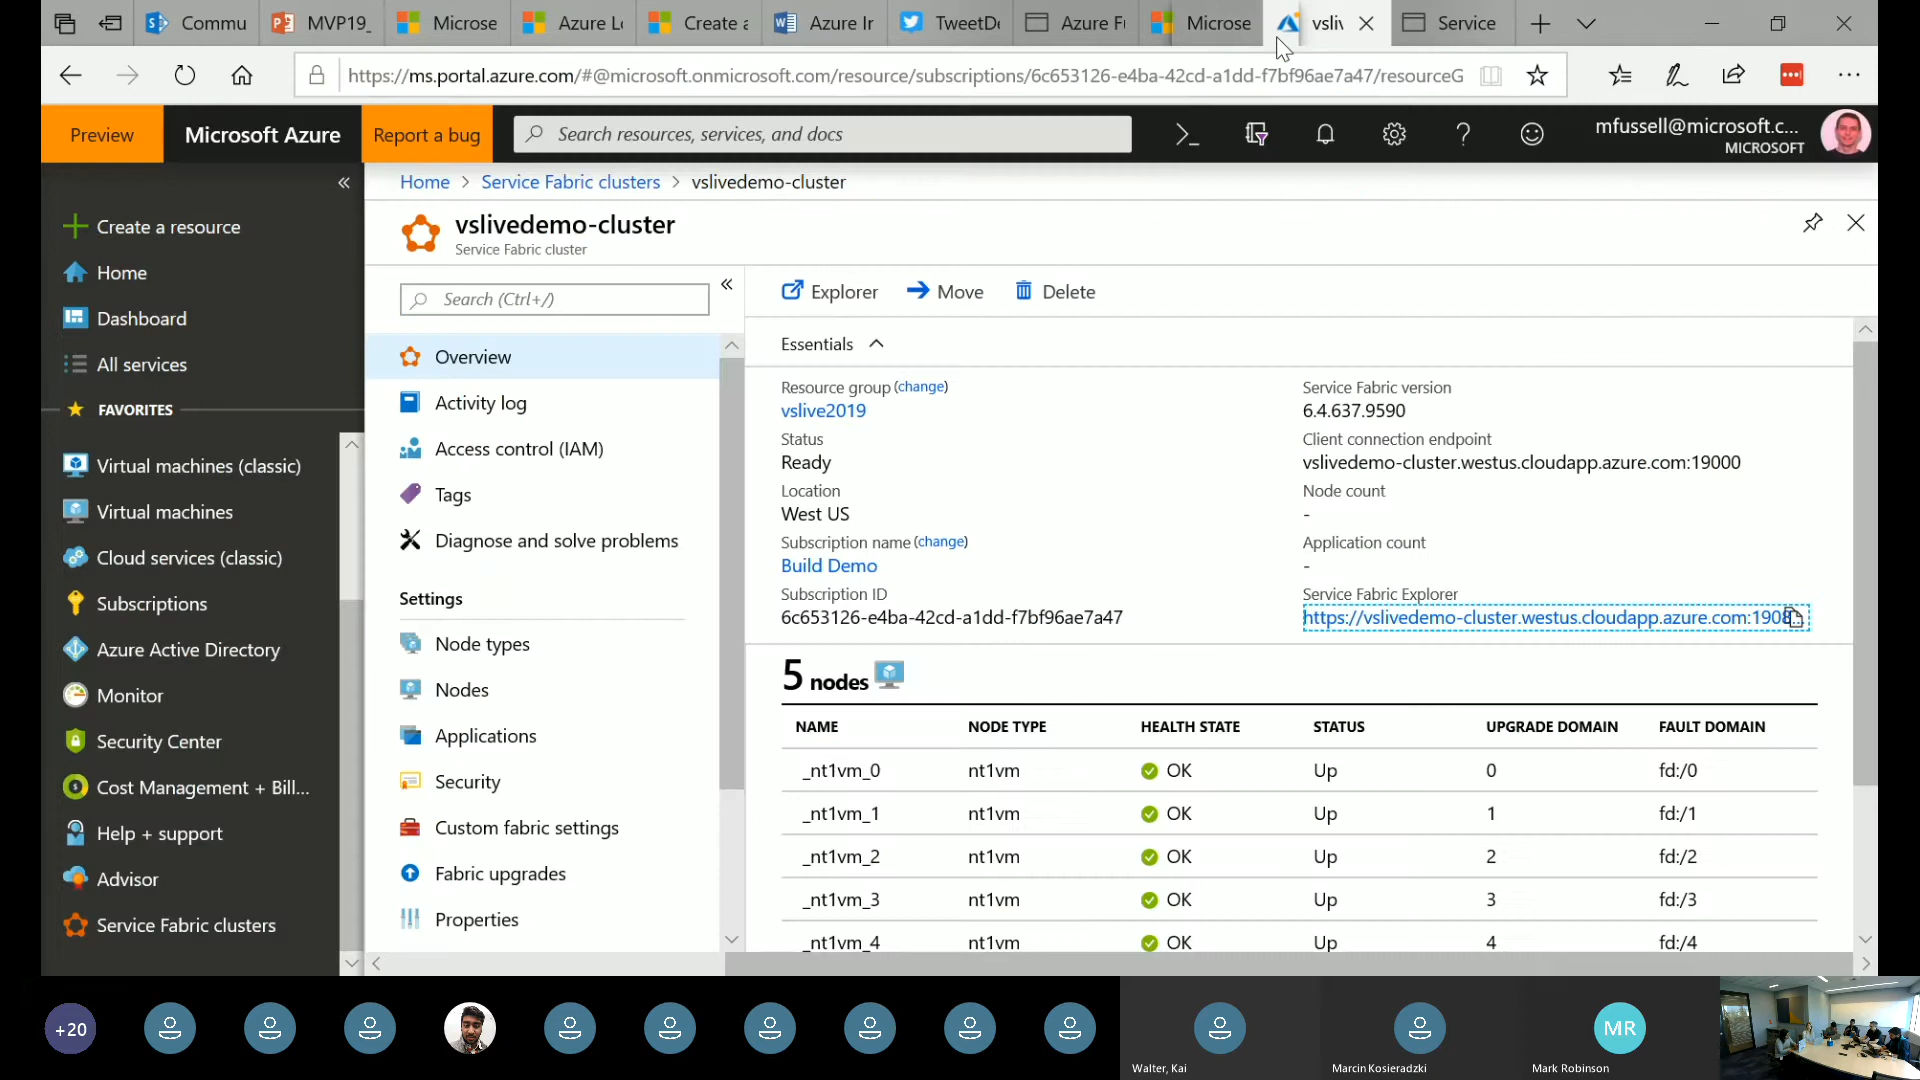 Commu
MVP19_
Microse
Azure Lo
Create a
Azure Ir
TweetDe
Azure Fu
Microse
vsliv
Service
https://ms.portal.azure.com/#@microsoft.onmicrosoft.com/resource/subscriptions/6c653126-e4ba-42cd-a1dd-f7bf96ae7a47/resourceG
Preview
Microsoft Azure
Report a bug
Search resources, services, and docs
mfussell@microsoft.c...
MICROSOFT
Home > Service Fabric clusters > vslivedemo-cluster
vslivedemo-cluster
Service Fabric cluster
Create a resource
Home
Dashboard
All services
FAVORITES
Virtual machines (classic)
Virtual machines
Cloud services (classic)
Subscriptions
Azure Active Directory
Monitor
Security Center
Cost Management + Bill...
Help + support
Advisor
Service Fabric clusters
Search (Ctrl+/)
Overview
Activity log
Access control (IAM)
Tags
Diagnose and solve problems
Settings
Node types
Nodes
Applications
Security
Custom fabric settings
Fabric upgrades
Properties
Explorer
Move
Delete
Essentials
Resource group (change)
vslive2019
Status
Ready
Location
West US
Subscription name (change)
Build Demo
Subscription ID
6c653126-e4ba-42cd-a1dd-f7bf96ae7a47
Service Fabric version
6.4.637.9590
Client connection endpoint
vslivedemo-cluster.westus.cloudapp.azure.com:19000
Node count
-
Application count
-
Service Fabric Explorer
https://vslivedemo-cluster.westus.cloudapp.azure.com:1908...
5 nodes
NAME NODE TYPE HEALTH STATE STATUS UPGRADE DOMAIN FAULT DOMAIN
_nt1vm_0 nt1vm OK Up 0 fd:/0
_nt1vm_1 nt1vm OK Up 1 fd:/1
_nt1vm_2 nt1vm OK Up 2 fd:/2
_nt1vm_3 nt1vm OK Up 3 fd:/3
_nt1vm_4 nt1vm OK Up 4 fd:/4
+20
MR
Walter, Kai
Marcin Kosieradzki
Mark Robinson